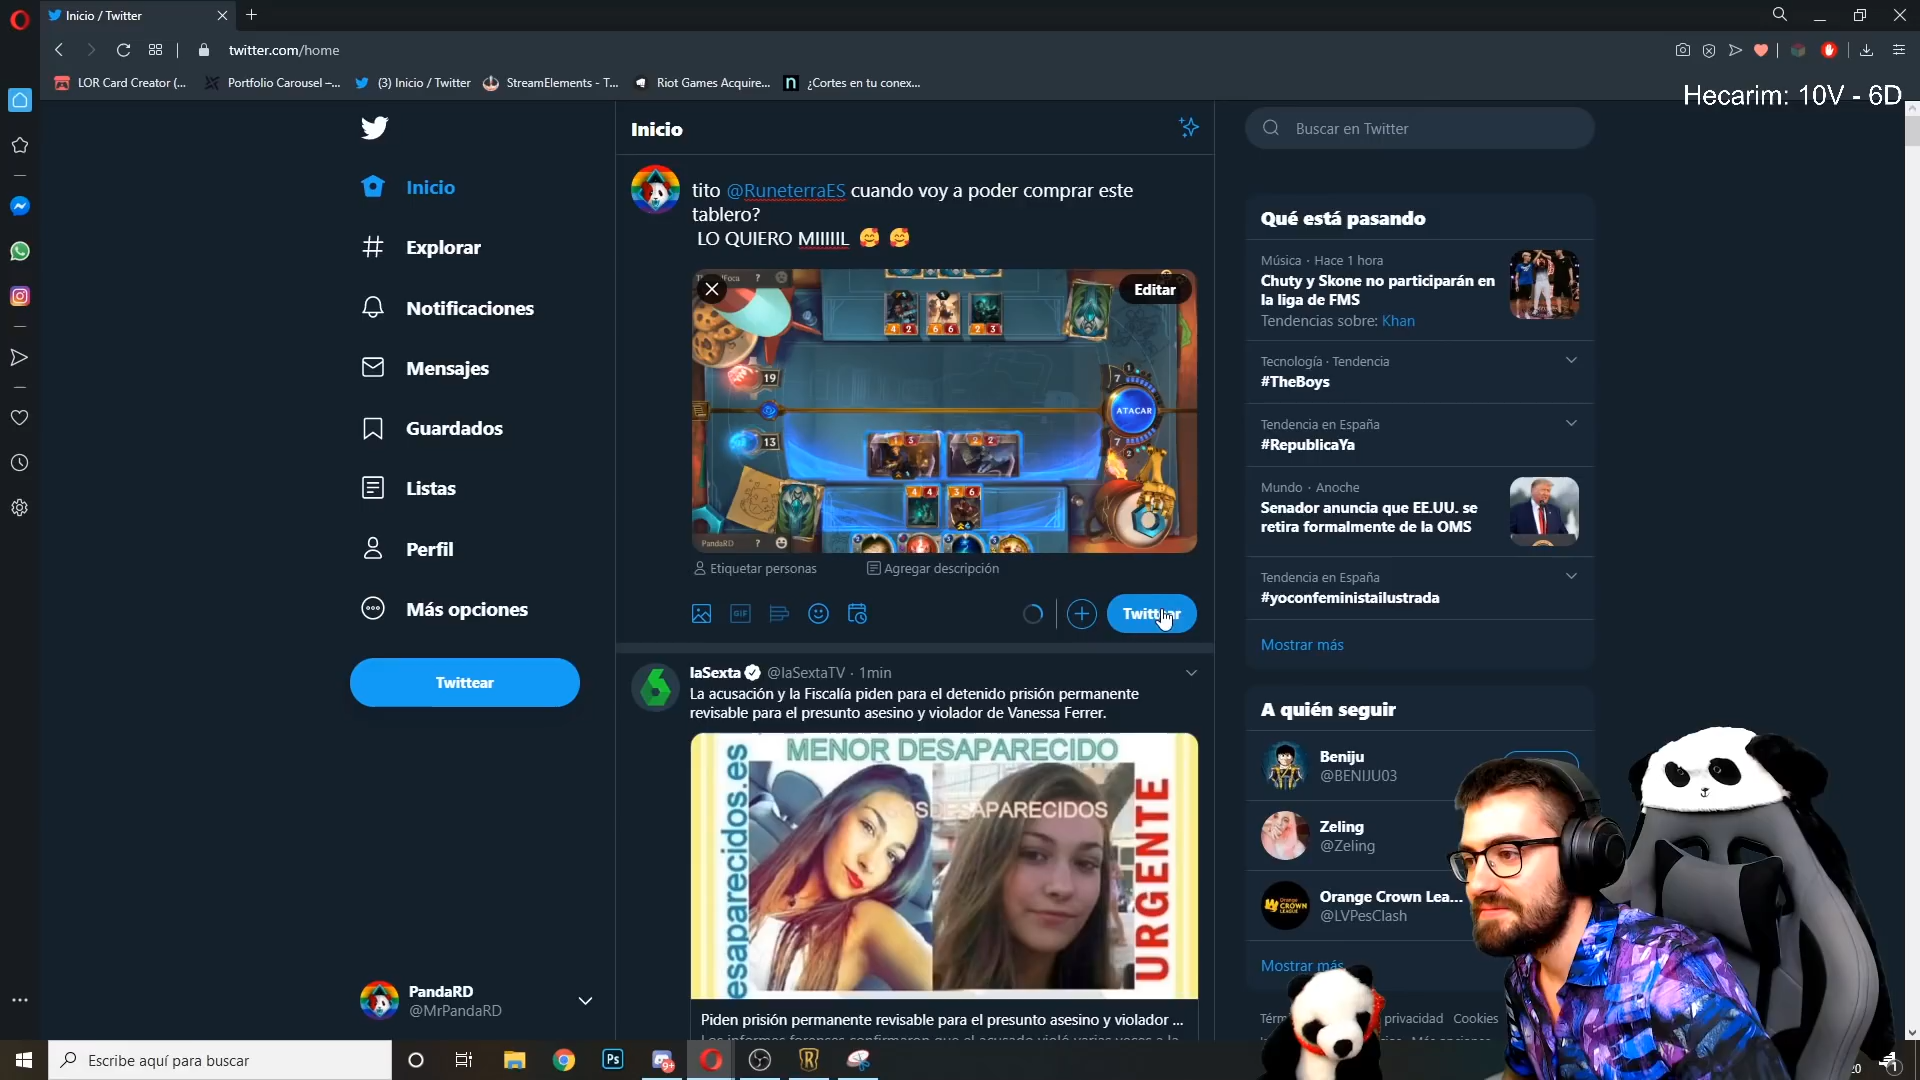 Inicio / Twitter
twitter.com/home
LOR Card Creator (...
Portfolio Carousel –...
(3) Inicio / Twitter
StreamElements - T...
Riot Games Acquire...
¿Cortes en tu conex...
Hecarim: 10V - 6D
Inicio
Explorar
Notificaciones
Mensajes
Guardados
Listas
Perfil
Más opciones
Twittear
PandaRD
@MrPandaRD
Inicio
tito @RuneterraES cuando voy a poder comprar este
tablero?
LO QUIERO MIIIIIL 🥰 🥰
Editar
19
ATACAR
13
PandaRD
Etiquetar personas
Agregar descripción
GIF
laSexta @laSextaTV · 1min
La acusación y la Fiscalía piden para el detenido prisión permanente
revisable para el presunto asesino y violador de Vanessa Ferrer.
MENOR DESAPARECIDO
URGENTE
Piden prisión permanente revisable para el presunto asesino y violador ...
Buscar en Twitter
Qué está pasando
Música · Hace 1 hora
Chuty y Skone no participarán en
la liga de FMS
Tendencias sobre: Khan
Tecnología · Tendencia
#TheBoys
Tendencia en España
#RepublicaYa
Mundo · Anoche
Senador anuncia que EE.UU. se
retira formalmente de la OMS
Tendencia en España
#yoconfeministailustrada
Mostrar más
A quién seguir
Beniju
@BENIJU03
Zeling
@Zeling
Orange Crown Lea...
@LVPesClash
Mostrar más
privacidad Cookies
Escribe aquí para buscar
Ps